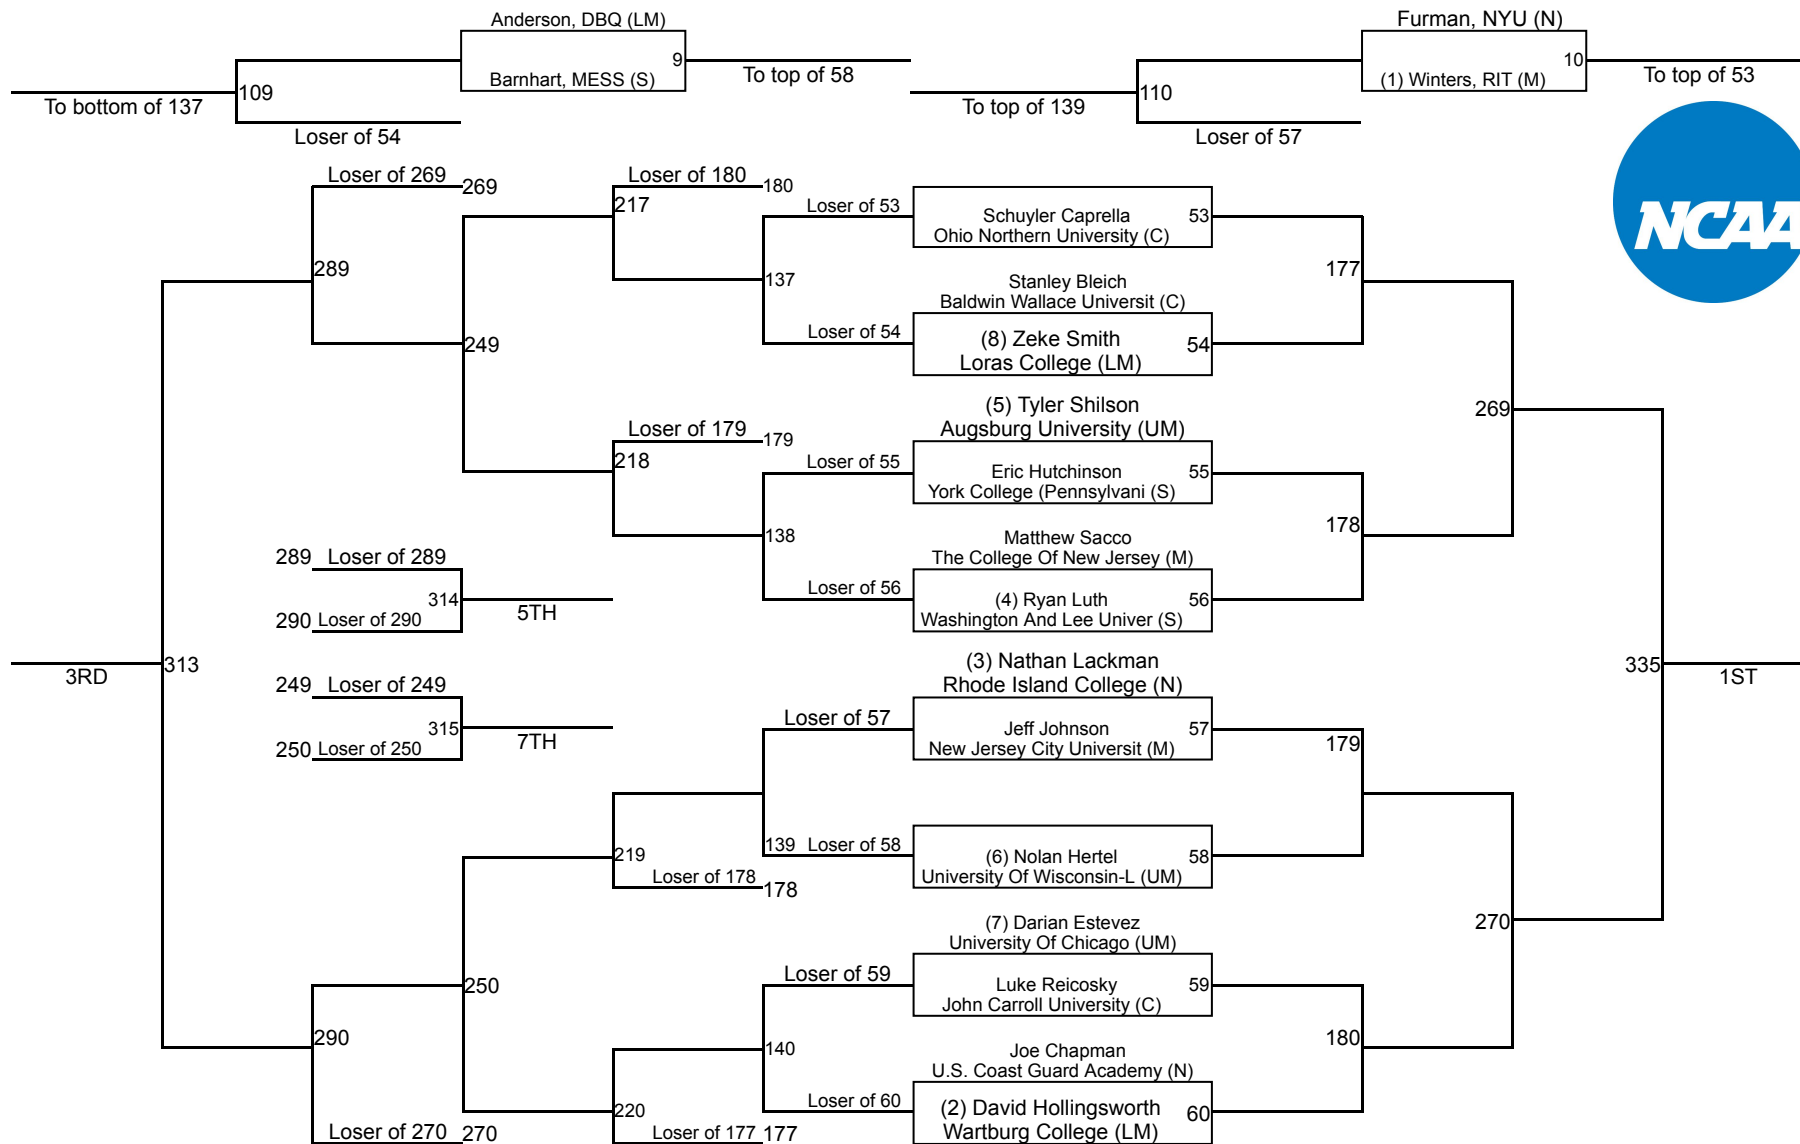 Anderson, DBQ (LM)
9
Barnhart, MESS (S)
To top of 58
109
To bottom of 137
Loser of 54
Furman, NYU (N)
10
(1) Winters, RIT (M)
To top of 53
110
To top of 139
Loser of 57
NCAA
Loser of 269
269
Loser of 180
180
217
Loser of 53
Schuyler Caprella
53
Ohio Northern University (C)
289
137
177
Stanley Bleich
Baldwin Wallace Universit (C)
Loser of 54
(8) Zeke Smith
54
Loras College (LM)
249
(5) Tyler Shilson
269
Augsburg University (UM)
Loser of 179
179
218
Loser of 55
Eric Hutchinson
55
York College (Pennsylvani (S)
138
178
Matthew Sacco
The College Of New Jersey (M)
289
Loser of 289
314
5TH
290
Loser of 290
Loser of 56
(4) Ryan Luth
56
Washington And Lee Univer (S)
3RD
313
(3) Nathan Lackman
335
1ST
Rhode Island College (N)
249
Loser of 249
315
7TH
250
Loser of 250
Loser of 57
Jeff Johnson
57
New Jersey City Universit (M)
179
219
139
Loser of 58
(6) Nolan Hertel
58
University Of Wisconsin-L (UM)
Loser of 178
178
(7) Darian Estevez
270
University Of Chicago (UM)
250
Loser of 59
Luke Reicosky
59
John Carroll University (C)
290
140
180
Joe Chapman
U.S. Coast Guard Academy (N)
220
Loser of 60
(2) David Hollingsworth
60
Wartburg College (LM)
Loser of 270
270
Loser of 177
177